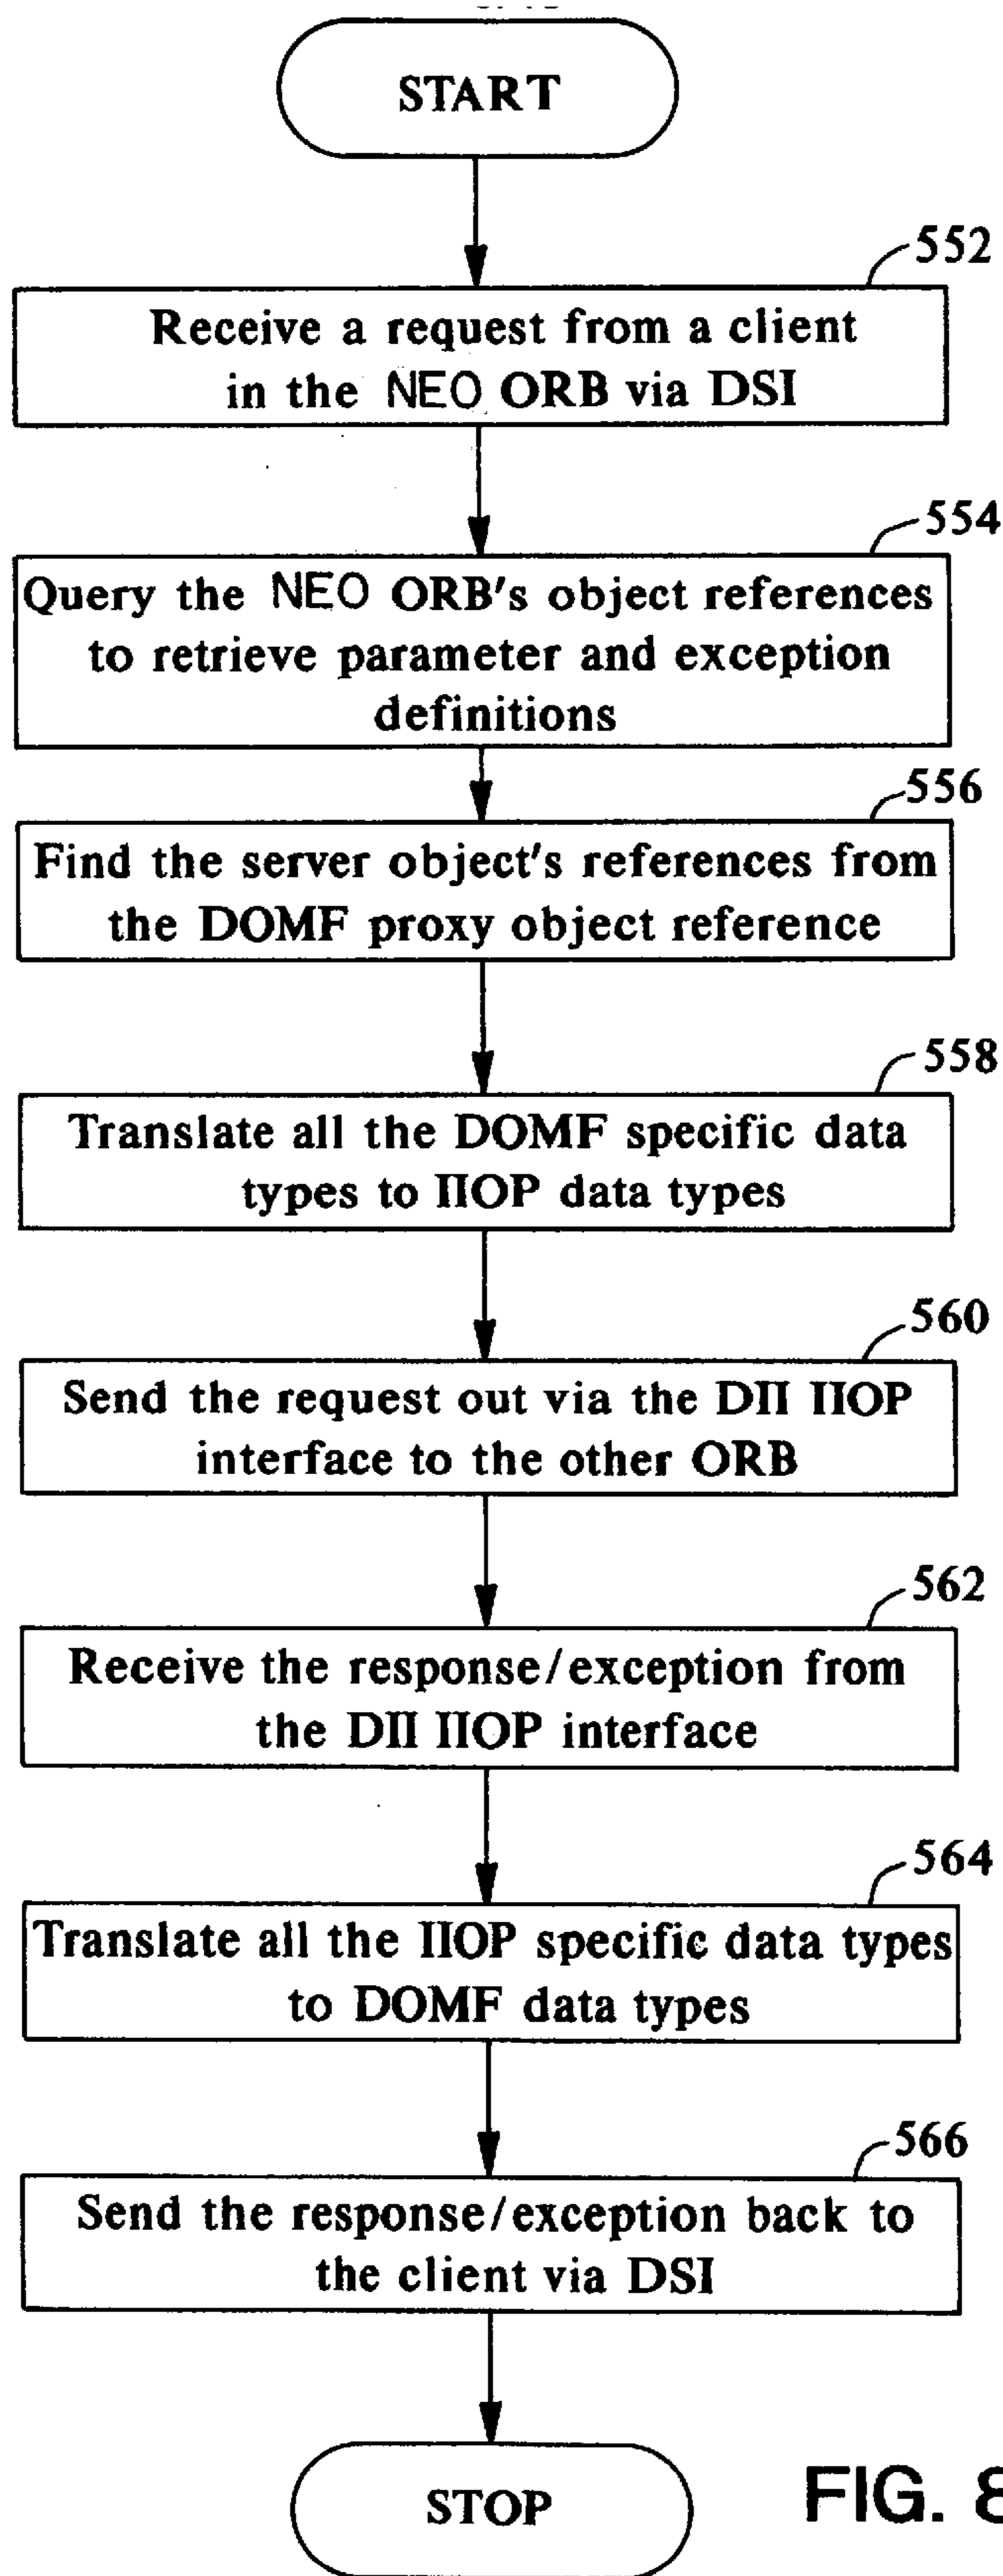 START
552
Receive a request from a client
in the NEO ORB via DSI
554
Query the NEO ORB's object references
to retrieve parameter and exception
definitions
556
Find the server object's references from
the DOMF proxy object reference
558
Translate all the DOMF specific data
types to IIOP data types
560
Send the request out via the DII IIOP
interface to the other ORB
562
Receive the response/exception from
the DII IIOP interface
564
Translate all the IIOP specific data types
to DOMF data types
566
Send the response/exception back to
the client via DSI
STOP
FIG. 8